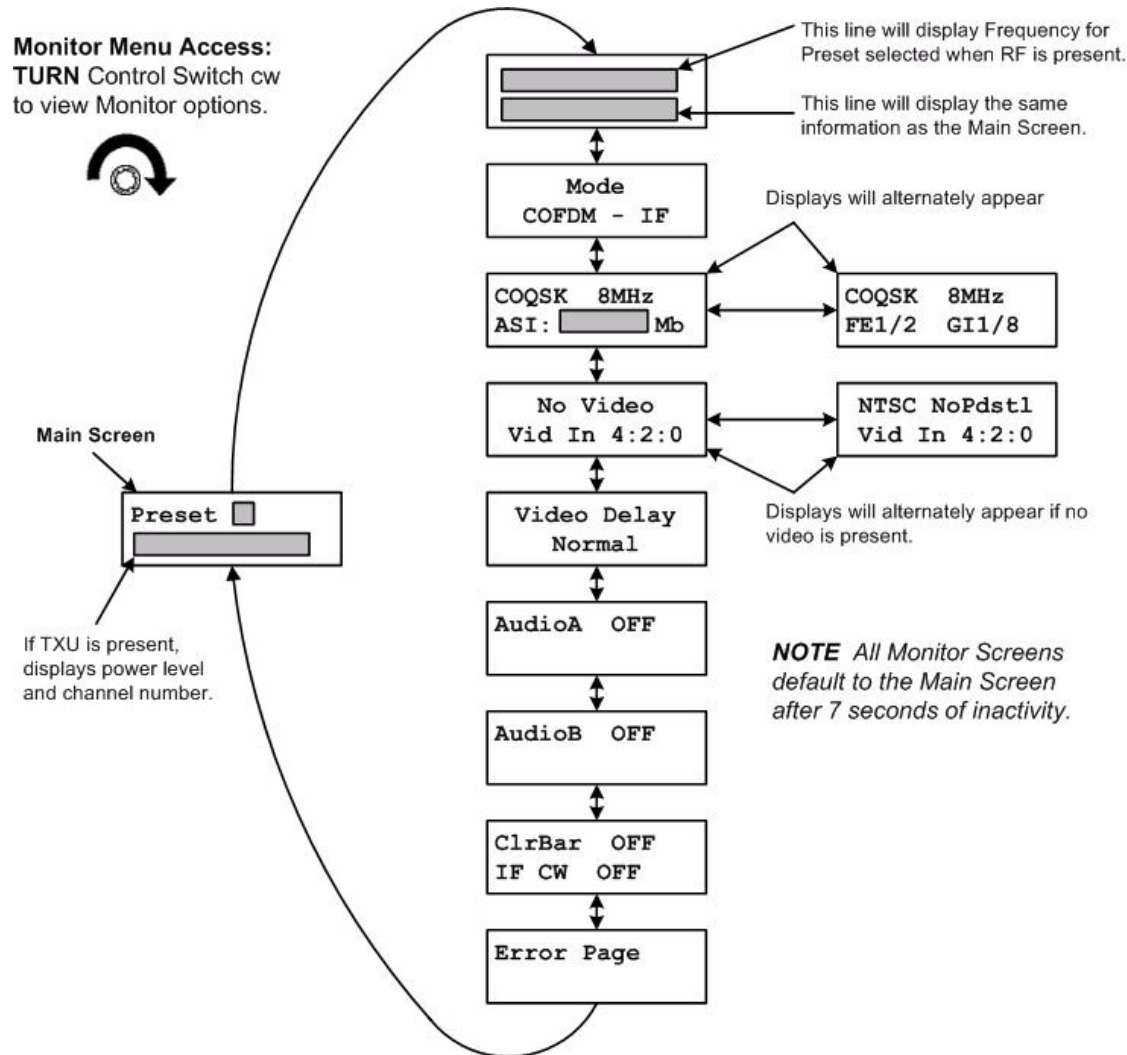 Monitor Menu Access:
TURN Control Switch cw
to view Monitor options.
This line will display Frequency for
Preset selected when RF is present.
This line will display the same
information as the Main Screen.
Mode
COFDM - IF
Displays will alternately appear
COQSK 8MHz
ASI: Mb
COQSK 8MHz
FE1/2 GI1/8
No Video
Vid In 4:2:0
NTSC NoPdstl
Vid In 4:2:0
Displays will alternately appear if no
video is present.
Main Screen
Preset
If TXU is present,
displays power level
and channel number.
Video Delay
Normal
AudioA OFF
AudioB OFF
NOTE All Monitor Screens
default to the Main Screen
after 7 seconds of inactivity.
ClrBar OFF
IF CW OFF
Error Page